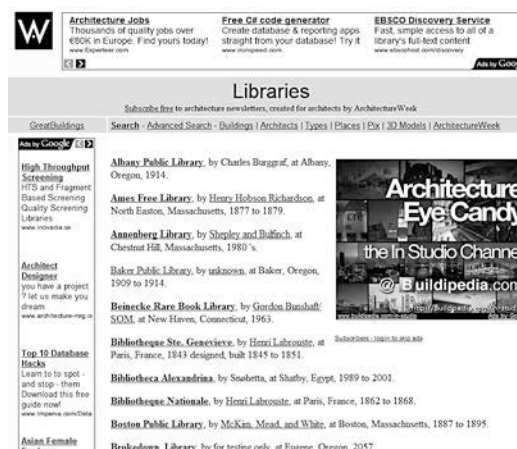 W
Architecture Jobs
Thousands of quality jobs over
€80K in Europe. Find yours today!
www.Experteer.com
Free C# code generator
Create database & reporting apps
straight from your database! Try it
www.ironspeed.com
EBSCO Discovery Service
Fast, simple access to all of a
library's full-text content
www.ebscohost.com/discovery
Ads by Goo
Libraries
Subscribe free to architecture newsletters, created for architects by ArchitectureWeek
GreatBuildings
Search - Advanced Search - Buildings | Architects | Types | Places | Pix | 3D Models | ArchitectureWeek
Ads by Google
High Throughput
Screening
HTS and Fragment
Based Screening
Quality Screening
Libraries
Architect
Designer
you have a project
? let us make you
dream
Top 10 Database
Hacks
Learn to to spot -
and stop - them
Download this free
guide now!
www.Imperva.com/Data
Asian Female
Albany Public Library, by Charles Burggraf, at Albany,
Oregon, 1914.
Ames Free Library, by Henry Hobson Richardson, at
North Easton, Massachusetts, 1877 to 1879.
Annenberg Library, by Shepley and Bulfinch, at
Chestnut Hill, Massachusetts, 1980 's.
Baker Public Library, by unknown, at Baker, Oregon,
1909 to 1914.
Beinecke Rare Book Library, by Gordon Bunshaft/
SOM, at New Haven, Connecticut, 1963.
Bibliotheque Ste. Genevieve, by Henri Labrouste, at
Paris, France, 1843 designed, built 1845 to 1851.
Bibliotheca Alexandrina, by Snøhetta, at Shatby, Egypt, 1989 to 2001.
Bibliotheque Nationale, by Henri Labrouste, at Paris, France, 1862 to 1868.
Boston Public Library, by McKim, Mead, and White, at Boston, Massachusetts, 1887 to 1895.
Brokedown Library, by for testing only, at Eugene, Oregon, 2057.
Architecture
Eye Candy
the In Studio Channel
@ Buildipedia.com
www.buildipedia.com/in-studio
Subscribers - login to skip ads